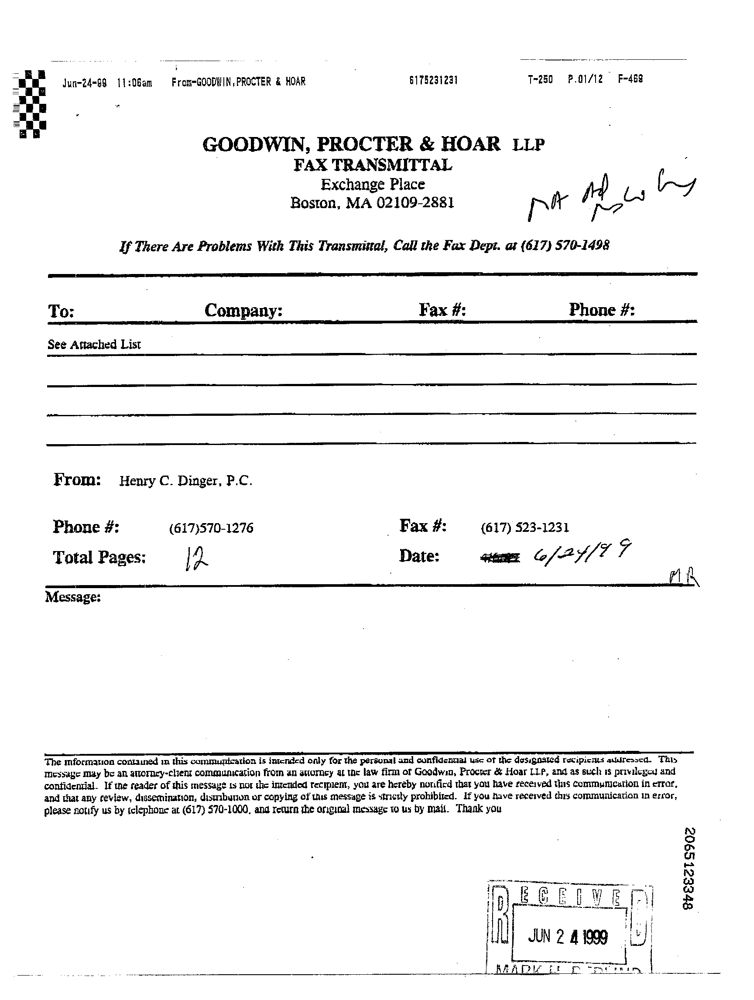 Jun-24-99 11:06am From-GOODWIN,PROCTER & HOAR 6175231231 T-250 P.01/12 F-469
GOODWIN, PROCTER & HOAR LLP
FAX TRANSMITTAL
Exchange Place
Boston, MA 02109-2881
If There Are Problems With This Transmittal, Call the Fax Dept. at (617) 570-1498
To: Company: Fax #: Phone #:
See Attached List
From: Henry C. Dinger, P.C.
Phone #: (617)570-1276 Fax #: (617) 523-1231
Total Pages: 12 Date: 6/24/99
MR
Message:
The information contained in this communication is intended only for the personal and confidential use of the designated recipients addressed. This
message may be an attorney-client communication from an attorney at the law firm of Goodwin, Procter & Hoar LLP, and as such is privileged and
confidential. If the reader of this message is not the intended recipient, you are hereby notified that you have received this communication in error,
and that any review, dissemination, distribution or copying of this message is strictly prohibited. If you have received this communication in error,
please notify us by telephone at (617) 570-1000, and return the original message to us by mail. Thank you
2065123348
RECEIVED
JUN 24 1999